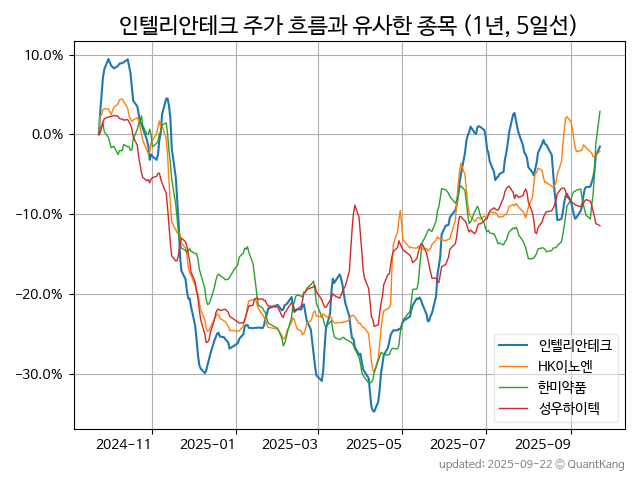 인텔리안테크 주가 흐름과 유사한 종목 (1년, 5일선)
10.0%
0.0%
−10.0%
−20.0%
−30.0%
인텔리안테크
HK이노엔
한미약품
성우하이텍
2024−11 2025−01 2025−03 2025−05 2025−07 2025−09
updated: 2025-09-22 © QuantKang